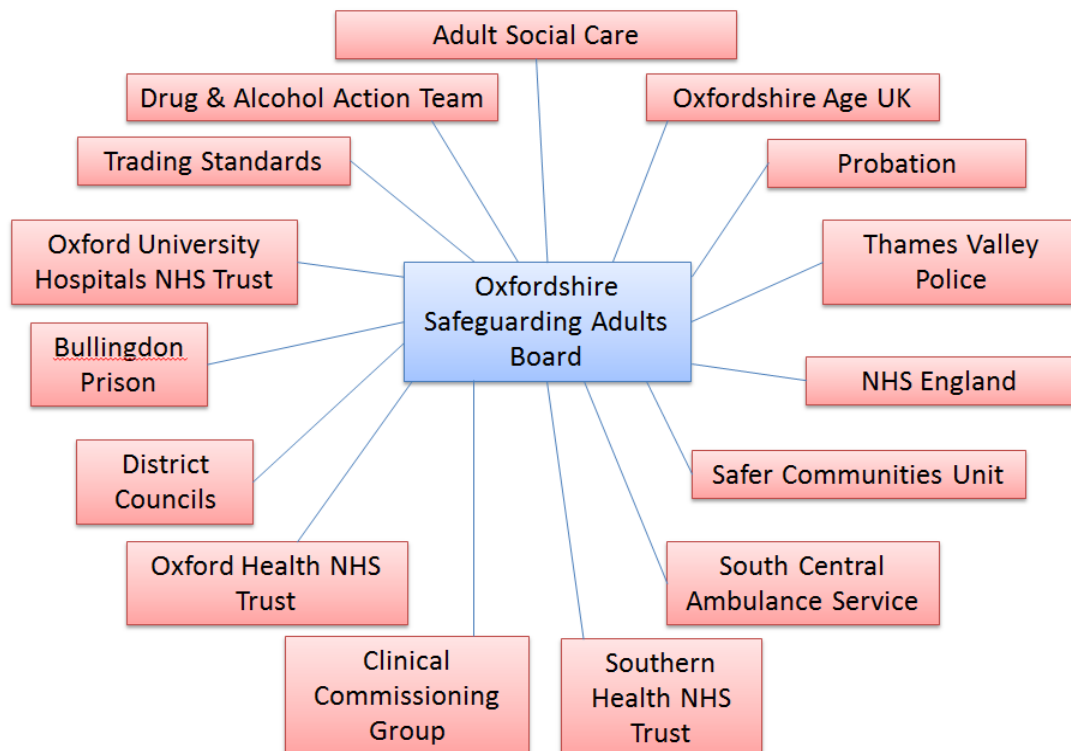 Adult Social Care
Drug & Alcohol Action Team
Oxfordshire Age UK
Trading Standards
Probation
Oxford University
Hospitals NHS Trust
Thames Valley
Police
Oxfordshire
Safeguarding Adults
Board
Bullingdon
Prison
NHS England
District
Councils
Safer Communities Unit
Oxford Health NHS
Trust
South Central
Ambulance Service
Clinical
Commissioning
Group
Southern
Health NHS
Trust